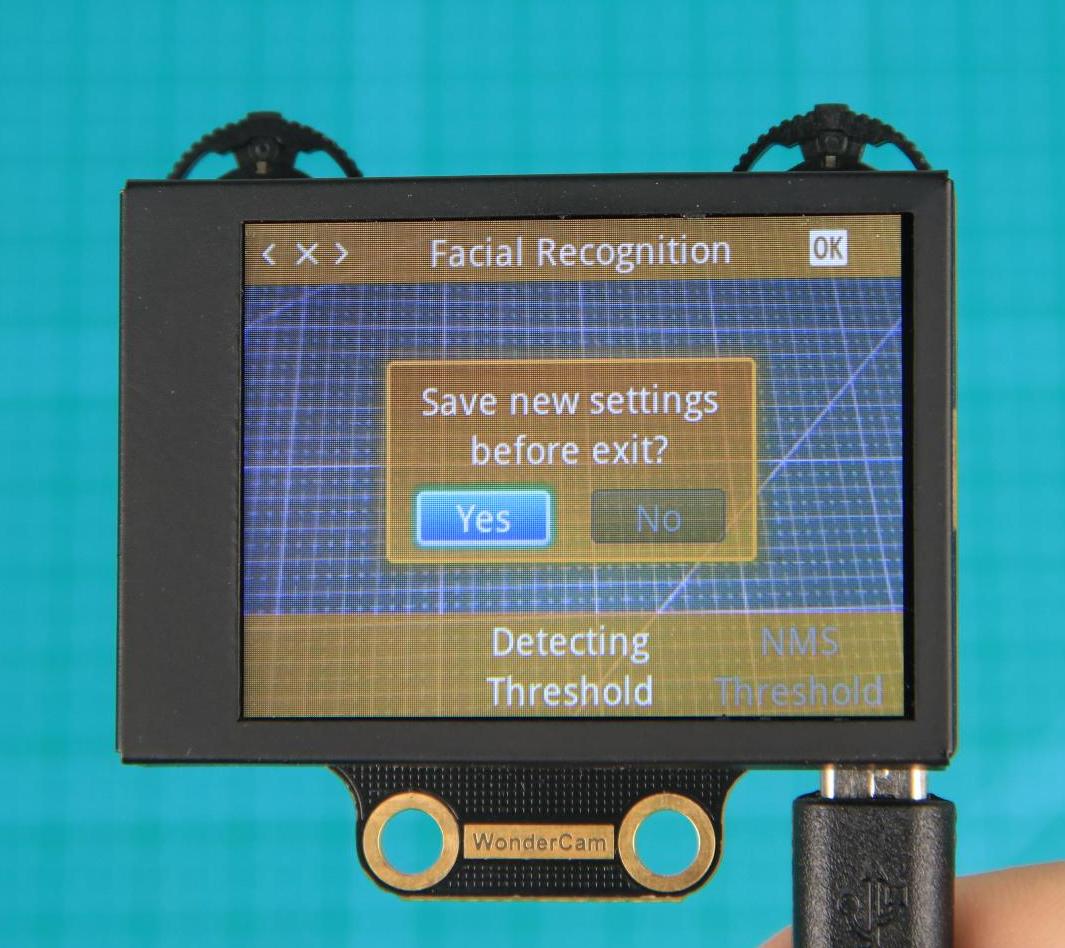 < × > Facial Recognition OK
Save new settings
before exit?
Yes No
Detecting NMS
Threshold Threshold
WonderCam